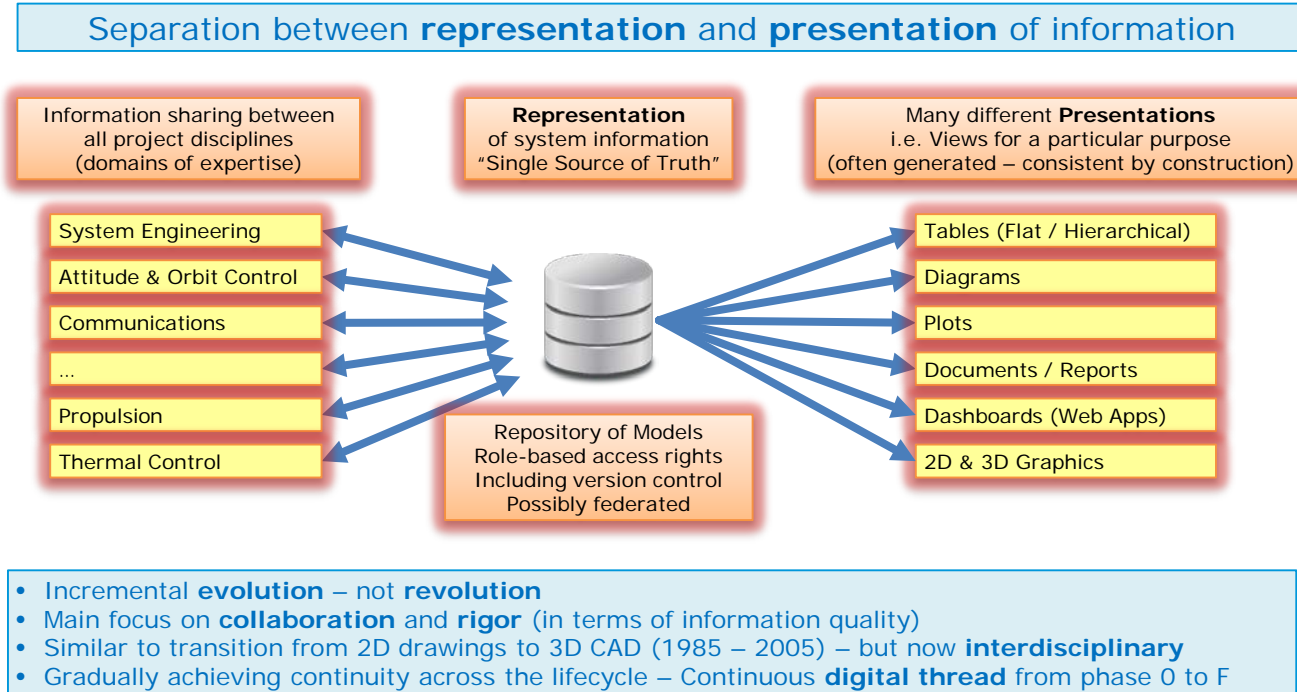 Separation between representation and presentation of information
Information sharing between
all project disciplines
(domains of expertise)
Representation
of system information
“Single Source of Truth”
Many different Presentations
i.e. Views for a particular purpose
(often generated – consistent by construction)
System Engineering
Attitude & Orbit Control
Communications
...
Propulsion
Thermal Control
Repository of Models
Role-based access rights
Including version control
Possibly federated
Tables (Flat / Hierarchical)
Diagrams
Plots
Documents / Reports
Dashboards (Web Apps)
2D & 3D Graphics
• Incremental evolution – not revolution
• Main focus on collaboration and rigor (in terms of information quality)
• Similar to transition from 2D drawings to 3D CAD (1985 – 2005) – but now interdisciplinary
• Gradually achieving continuity across the lifecycle – Continuous digital thread from phase 0 to F